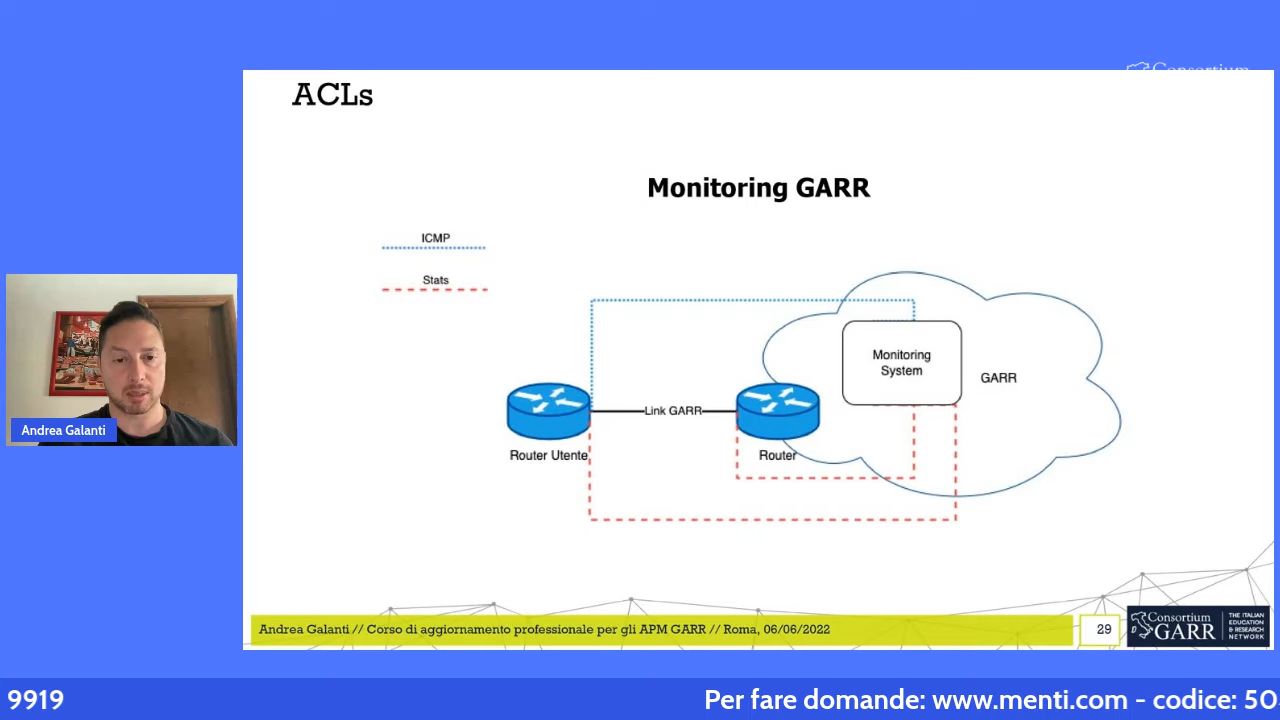 Consortium
ACLs
Monitoring GARR
ICMP
Stats
Monitoring
System
GARR
Link GARR
Router Utente
Router
Andrea Galanti
Andrea Galanti // Corso di aggiornamento professionale per gli APM GARR // Roma, 06/06/2022
29
Consortium
GARR
THE ITALIAN
EDUCATION
& RESEARCH
NETWORK
9919
Per fare domande: www.menti.com - codice: 50